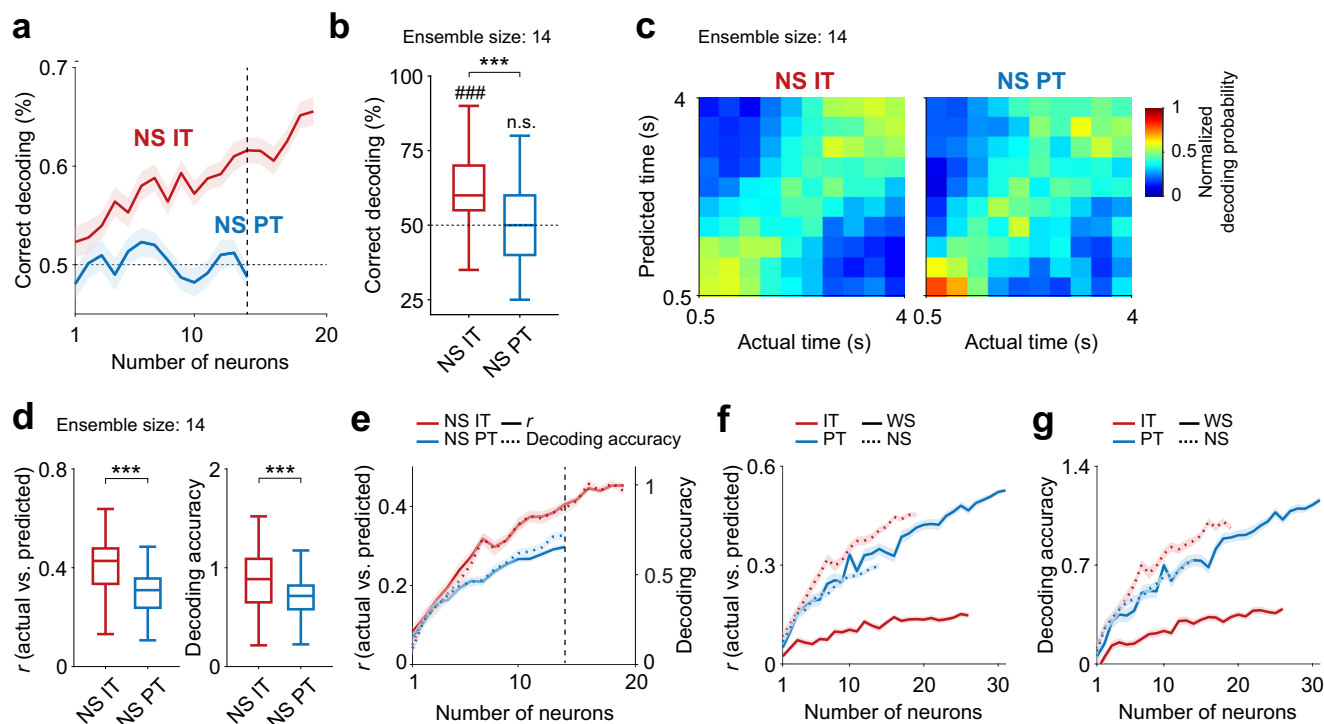 a
0.7
0.6
0.5
Correct decoding (%)
NS IT
NS PT
1
10
20
Number of neurons
b
Ensemble size: 14
***
###
n.s.
100
75
50
25
Correct decoding (%)
NS IT
NS PT
c
Ensemble size: 14
NS IT
NS PT
4
0.5
Predicted time (s)
0.5
4
0.5
4
Actual time (s)
Actual time (s)
1
0.5
0
Normalized
decoding probability
d
Ensemble size: 14
***
0.8
0.4
0
r (actual vs. predicted)
NS IT
NS PT
***
2
1
0
Decoding accuracy
NS IT
NS PT
e
NS IT
r
NS PT
Decoding accuracy
0.4
0.2
0
r (actual vs. predicted)
1
0.5
0
Decoding accuracy
1
10
20
Number of neurons
f
IT
WS
PT
NS
0.6
0.3
0
r (actual vs. predicted)
1
10
20
30
Number of neurons
g
IT
WS
PT
NS
1.4
0.7
0
Decoding accuracy
1
10
20
30
Number of neurons